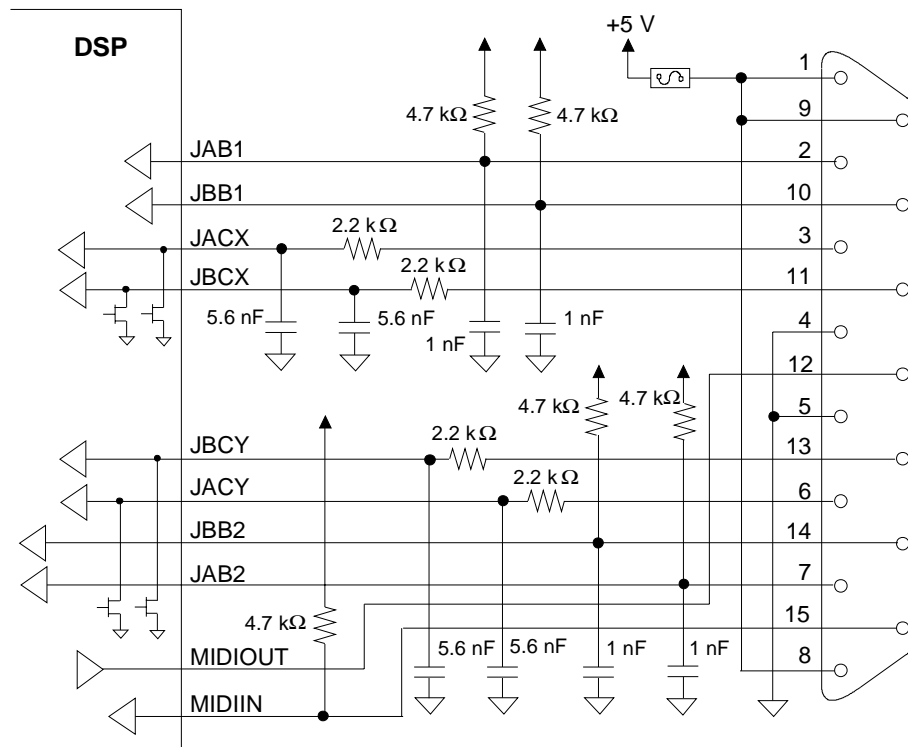 +5 V
DSP
1
4.7 kΩ
4.7 kΩ
9
JAB1
2
JBB1
10
JACX
2.2 kΩ
3
JBCX
2.2 kΩ
11
5.6 nF
5.6 nF
1 nF
1 nF
4
12
4.7 kΩ
4.7 kΩ
5
JBCY
2.2 kΩ
13
JACY
2.2 kΩ
6
JBB2
14
JAB2
7
4.7 kΩ
15
MIDIOUT
5.6 nF
5.6 nF
1 nF
1 nF
8
MIDIIN